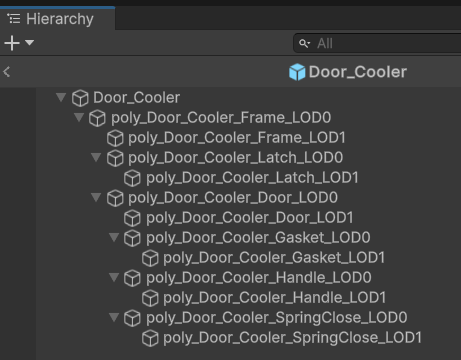 Hierarchy
All
Door_Cooler
Door_Cooler
poly_Door_Cooler_Frame_LOD0
poly_Door_Cooler_Frame_LOD1
poly_Door_Cooler_Latch_LOD0
poly_Door_Cooler_Latch_LOD1
poly_Door_Cooler_Door_LOD0
poly_Door_Cooler_Door_LOD1
poly_Door_Cooler_Gasket_LOD0
poly_Door_Cooler_Gasket_LOD1
poly_Door_Cooler_Handle_LOD0
poly_Door_Cooler_Handle_LOD1
poly_Door_Cooler_SpringClose_LOD0
poly_Door_Cooler_SpringClose_LOD1